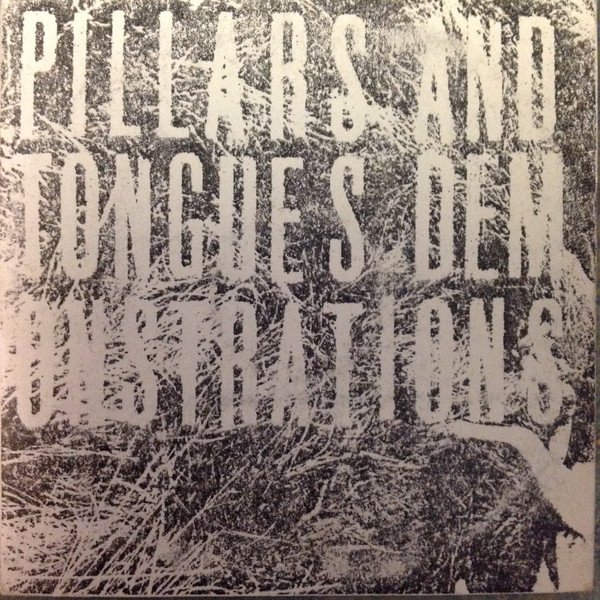 PILLARS AND
TONGUES DEM
ONSTRATIONS